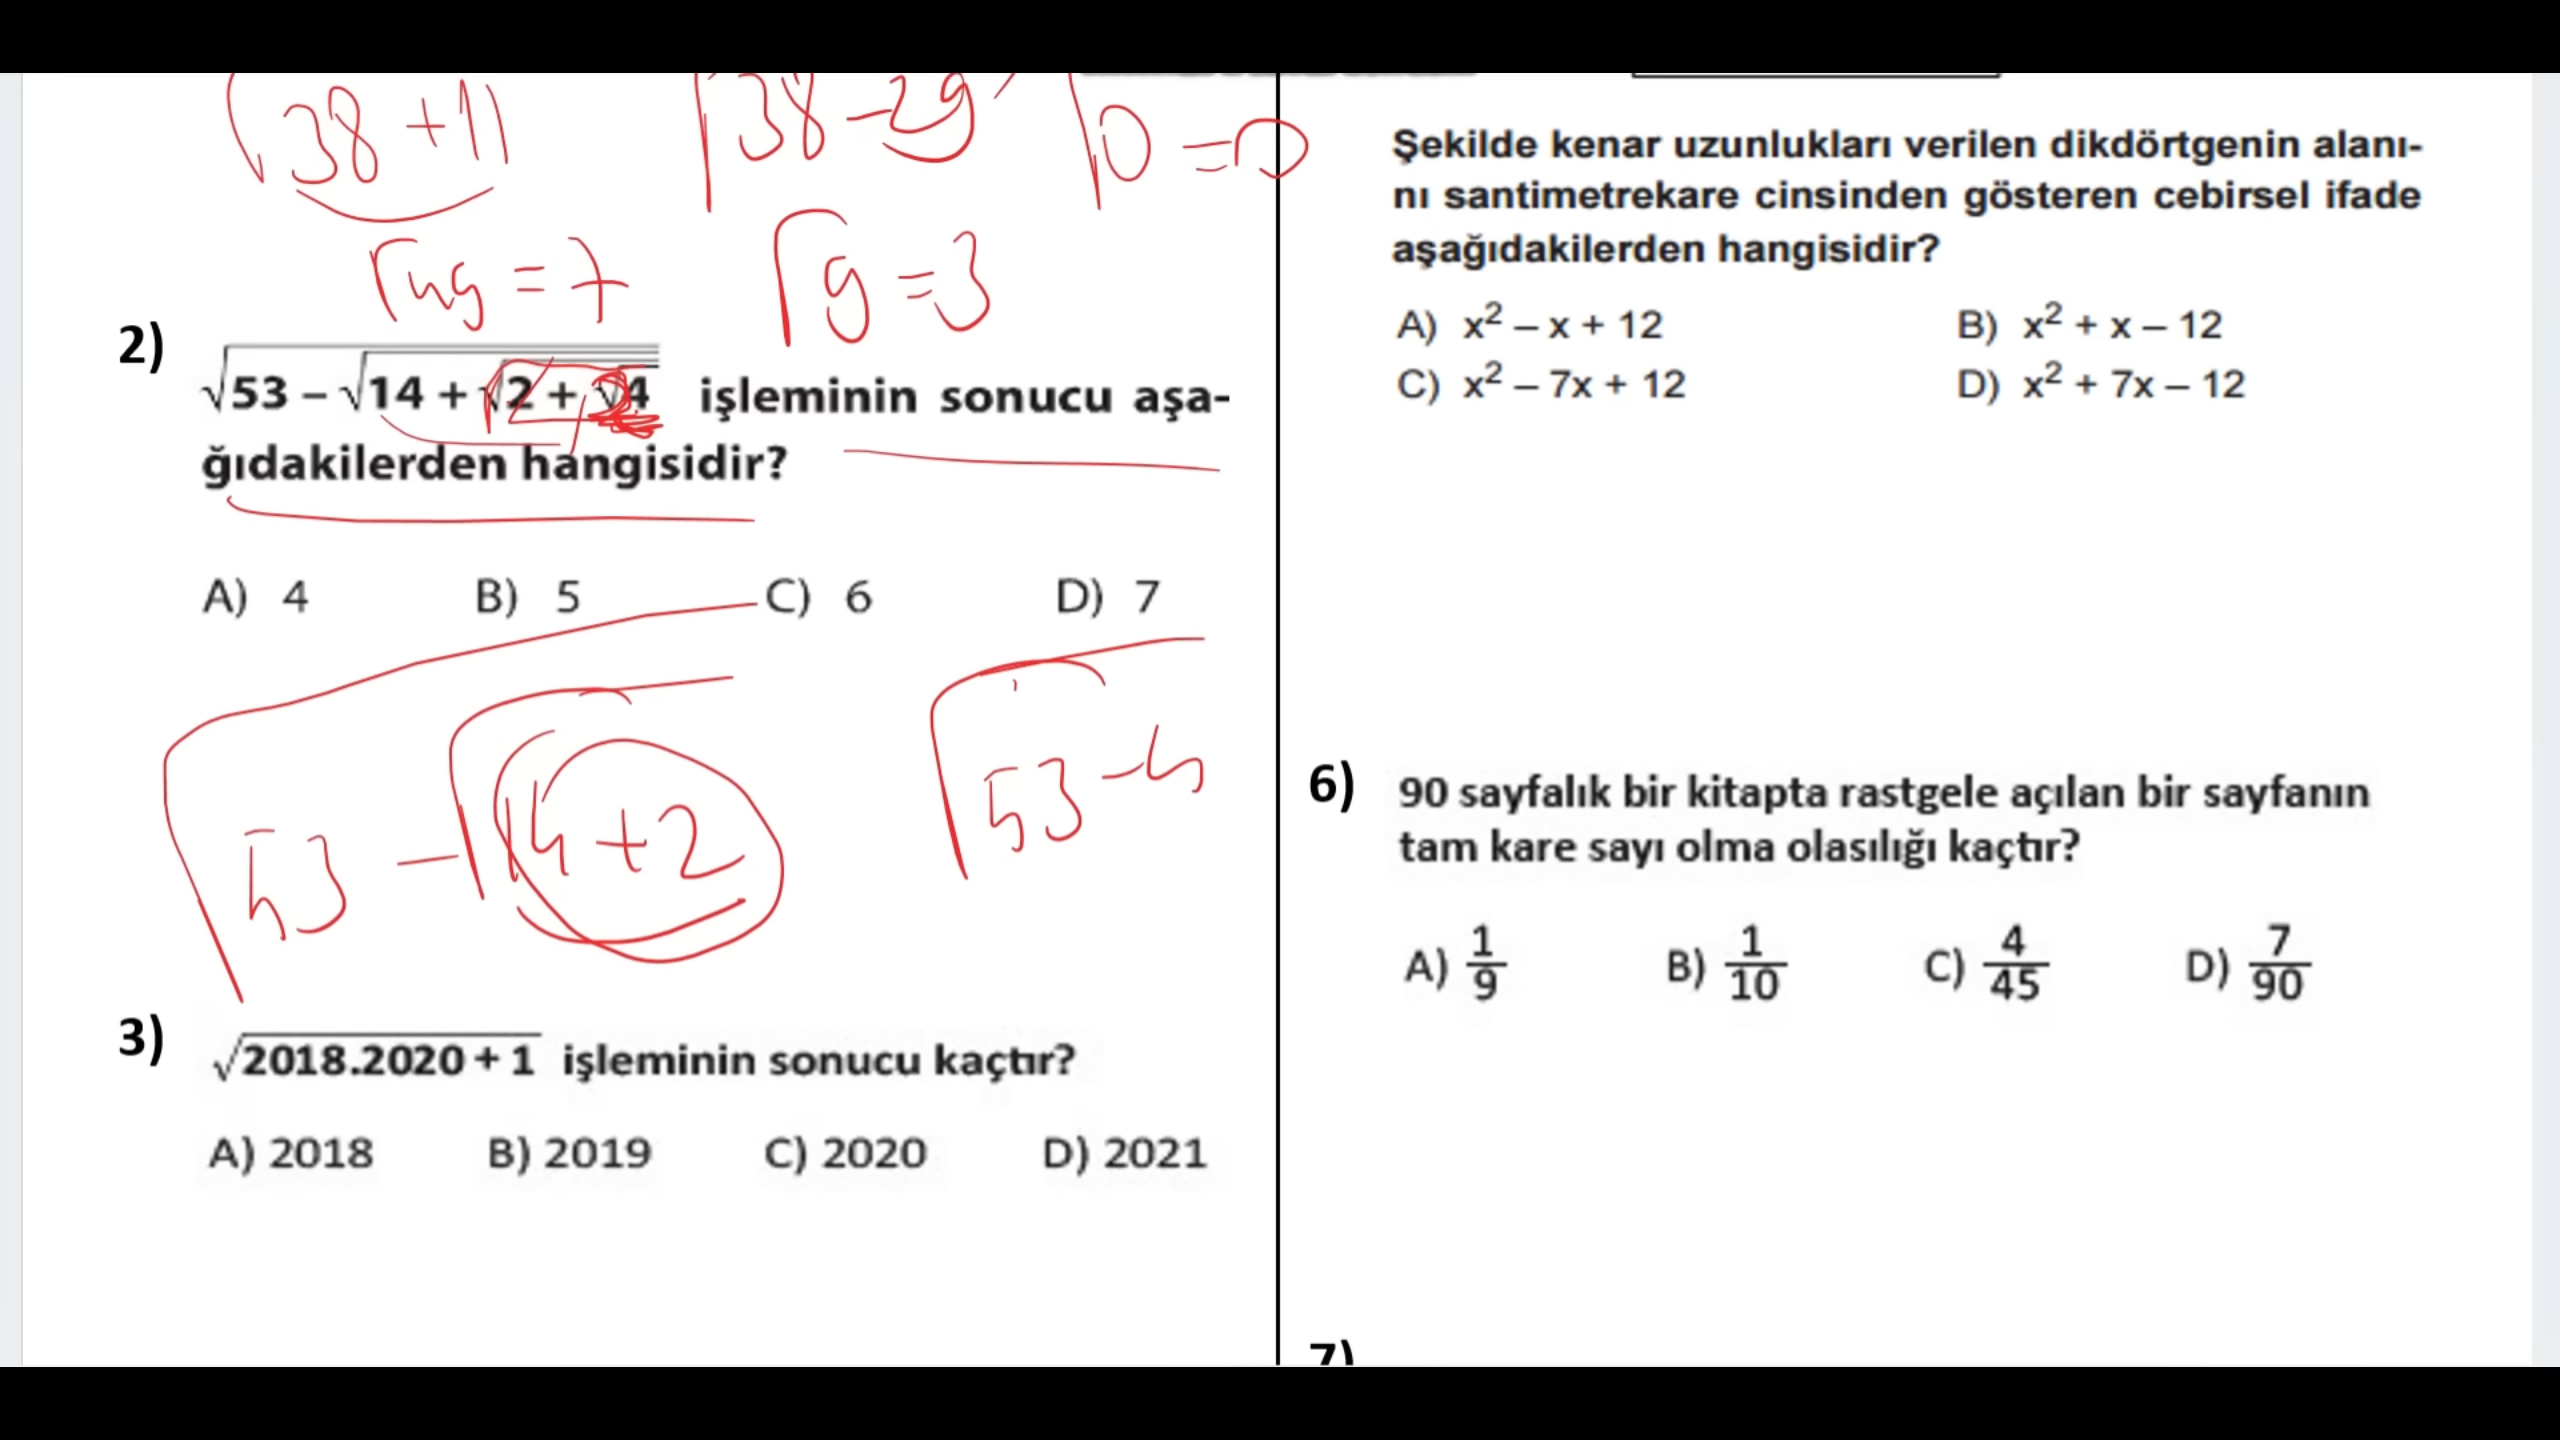 √38 + 11
√38 - 29
√0 = 0
√49 = 7
√9 = 3
2) √53 – √14 + √2 + √4 işleminin sonucu aşa-
ğıdakilerden hangisidir?
A) 4 B) 5 C) 6 D) 7
√53 - √14 + 2
√53 - 4
3) √2018.2020 + 1 işleminin sonucu kaçtır?
A) 2018 B) 2019 C) 2020 D) 2021
Şekilde kenar uzunlukları verilen dikdörtgenin alanı-
nı santimetrekare cinsinden gösteren cebirsel ifade
aşağıdakilerden hangisidir?
A) x² – x + 12 B) x² + x – 12
C) x² – 7x + 12 D) x² + 7x – 12
6) 90 sayfalık bir kitapta rastgele açılan bir sayfanın
tam kare sayı olma olasılığı kaçtır?
A) 1/9 B) 1/10 C) 4/45 D) 7/90
7)